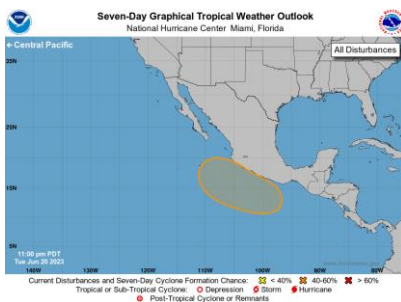 Seven-Day Graphical Tropical Weather Outlook
National Hurricane Center Miami, Florida
Central Pacific
All Disturbances
25N
20N
15N
5N
11:00 pm PDT
Tue Jun 20 2023
140W 130W 120W 110W 100W 90W 80W
Current Disturbances and Seven-Day Cyclone Formation Chance: < 40% 40-60% > 60%
Tropical or Sub-Tropical Cyclone: Depression Storm Hurricane
Post-Tropical Cyclone or Remnants